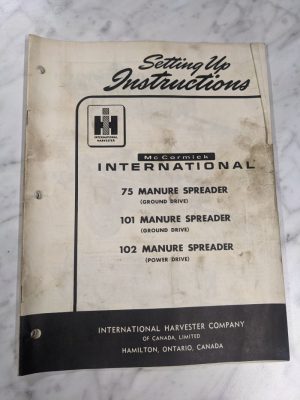 Setting Up
Instructions
IH
INTERNATIONAL
HARVESTER
McCormick
INTERNATIONAL
75 MANURE SPREADER
(GROUND DRIVE)
101 MANURE SPREADER
(GROUND DRIVE)
102 MANURE SPREADER
(POWER DRIVE)
INTERNATIONAL HARVESTER COMPANY
OF CANADA, LIMITED
HAMILTON, ONTARIO, CANADA